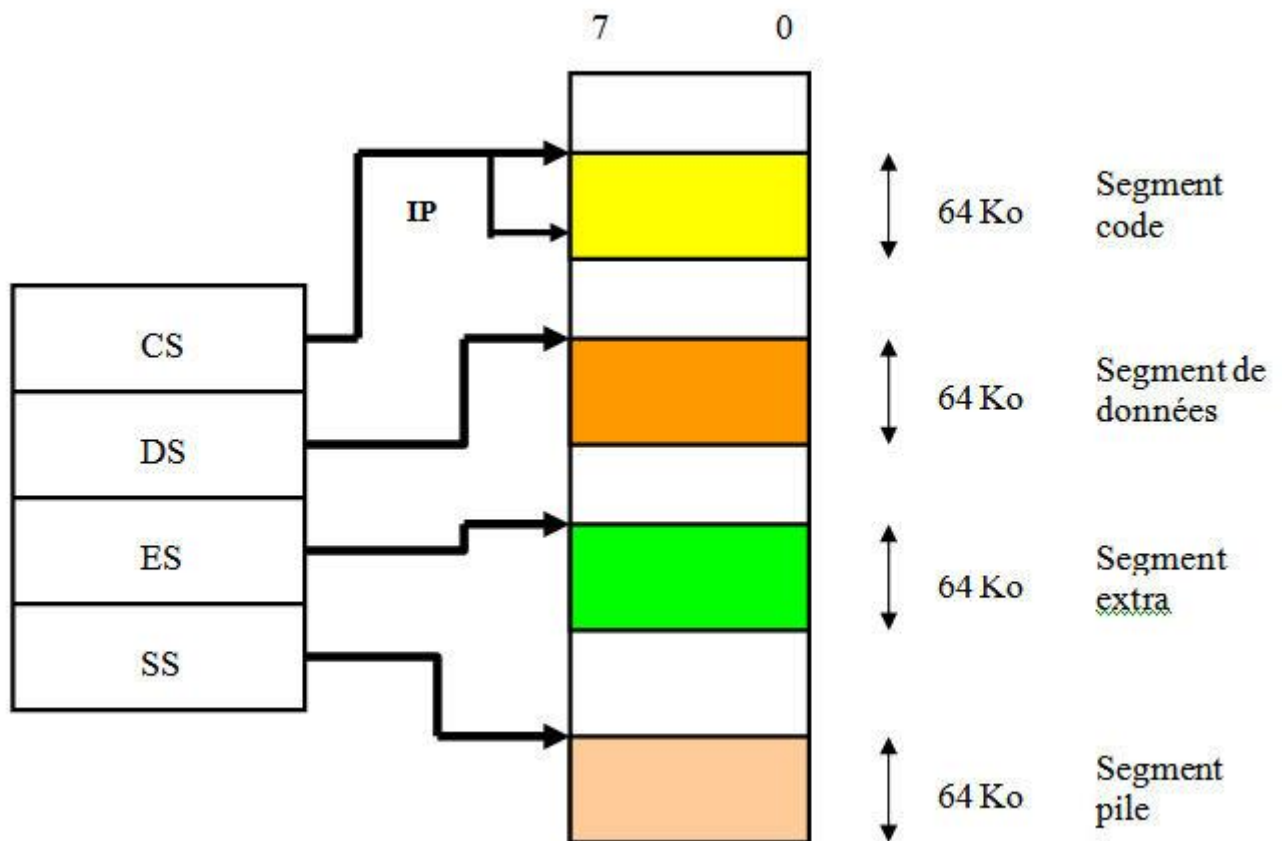 7 0
IP
64 Ko
Segment
code
CS
DS
ES
SS
64 Ko
Segment de
données
64 Ko
Segment
extra
64 Ko
Segment
pile